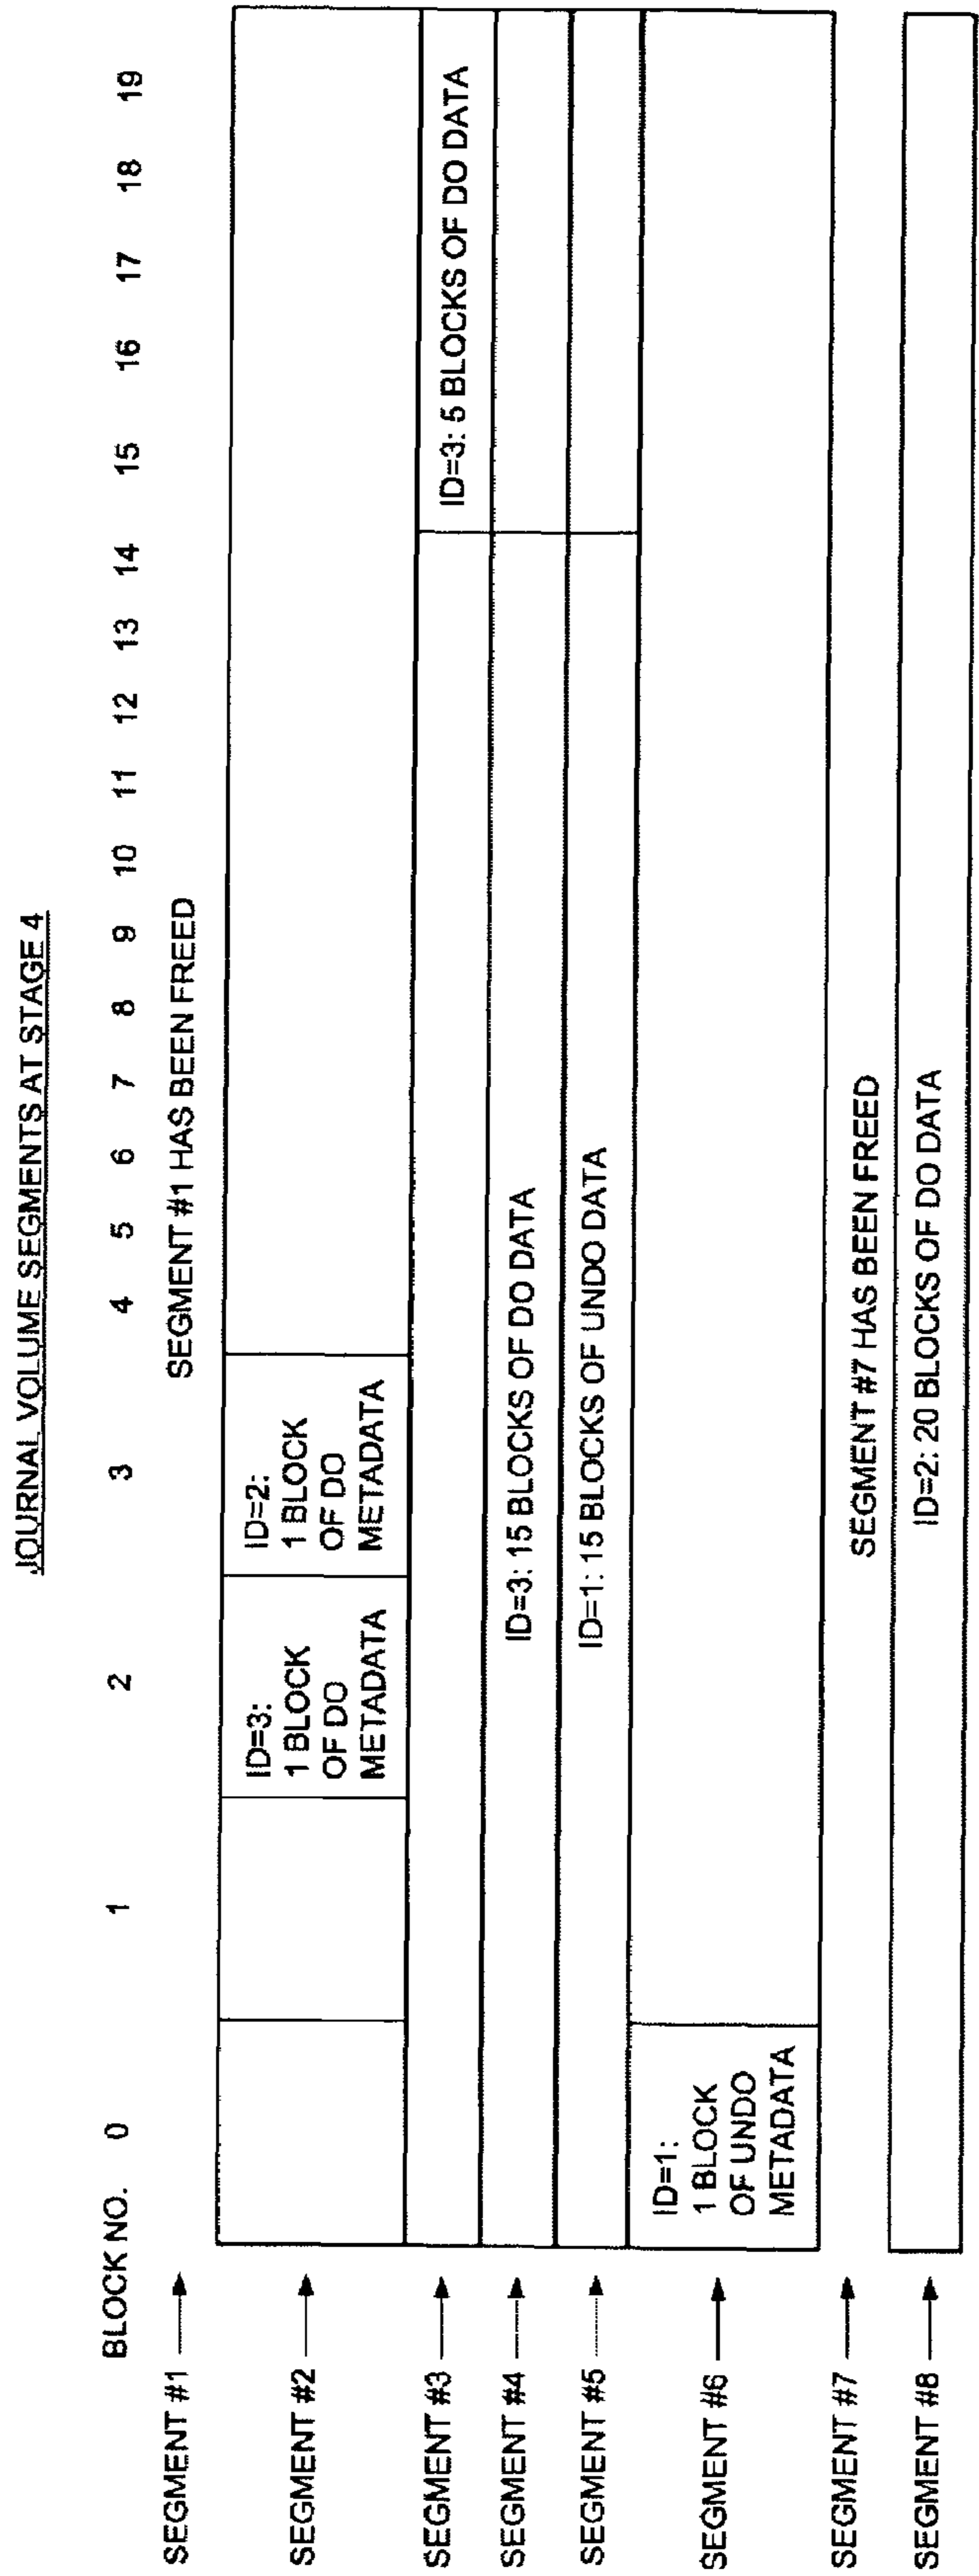 JOURNAL VOLUME SEGMENTS AT STAGE 4
BLOCK NO. 0 1 2 3 4 5 6 7 8 9 10 11 12 13 14 15 16 17 18 19
SEGMENT #1
SEGMENT #1 HAS BEEN FREED
SEGMENT #2
ID=3:
1 BLOCK
OF DO
METADATA
ID=2:
1 BLOCK
OF DO
METADATA
SEGMENT #3
ID=3: 5 BLOCKS OF DO DATA
SEGMENT #4
ID=3: 15 BLOCKS OF DO DATA
SEGMENT #5
ID=1: 15 BLOCKS OF UNDO DATA
SEGMENT #6
ID=1:
1 BLOCK
OF UNDO
METADATA
SEGMENT #7
SEGMENT #7 HAS BEEN FREED
SEGMENT #8
ID=2: 20 BLOCKS OF DO DATA